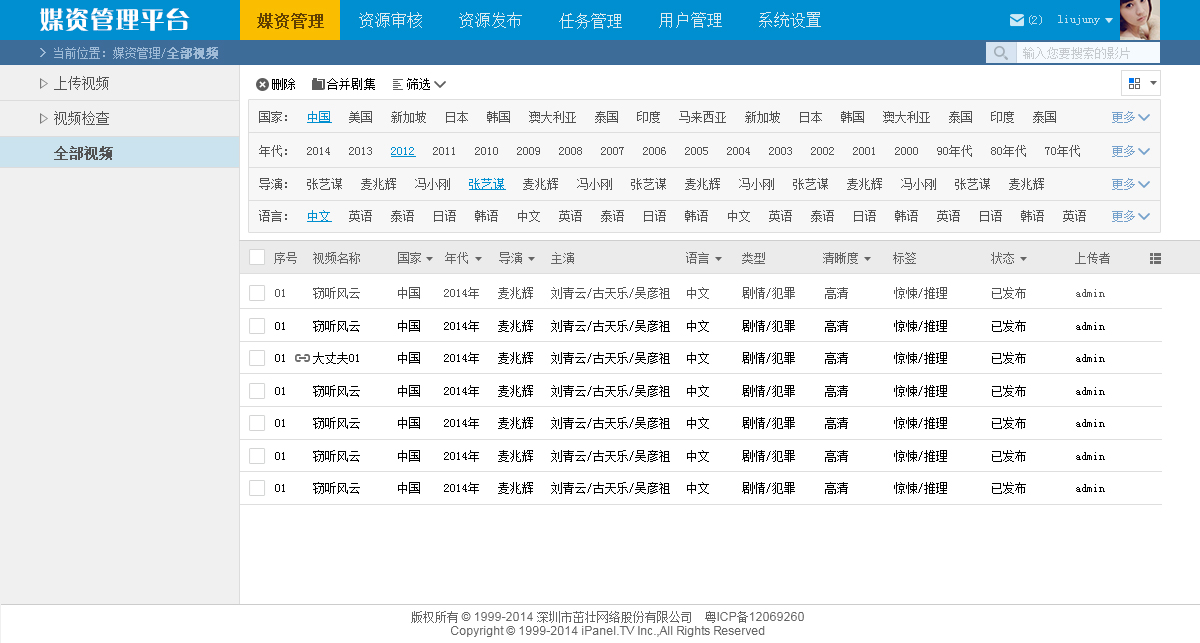 媒资管理平台 媒资管理 资源审核 资源发布 任务管理 用户管理 系统设置 (2) liujuny
当前位置: 媒资管理/全部视频 输入您要搜索的影片
上传视频
视频检查
全部视频
删除 合并剧集 筛选
国家: 中国 美国 新加坡 日本 韩国 澳大利亚 泰国 印度 马来西亚 新加坡 日本 韩国 澳大利亚 泰国 印度 泰国 更多
年代: 2014 2013 2012 2011 2010 2009 2008 2007 2006 2005 2004 2003 2002 2001 2000 90年代 80年代 70年代 更多
导演: 张艺谋 麦兆辉 冯小刚 张艺谋 麦兆辉 冯小刚 张艺谋 麦兆辉 冯小刚 张艺谋 麦兆辉 冯小刚 张艺谋 麦兆辉 更多
语言: 中文 英语 泰语 日语 韩语 中文 英语 泰语 日语 韩语 中文 英语 泰语 日语 韩语 英语 日语 韩语 英语 更多
序号 视频名称 国家 年代 导演 主演 语言 类型 清晰度 标签 状态 上传者
01 窃听风云 中国 2014年 麦兆辉 刘青云/古天乐/吴彦祖 中文 剧情/犯罪 高清 惊悚/推理 已发布 admin
01 窃听风云 中国 2014年 麦兆辉 刘青云/古天乐/吴彦祖 中文 剧情/犯罪 高清 惊悚/推理 已发布 admin
01 大丈夫01 中国 2014年 麦兆辉 刘青云/古天乐/吴彦祖 中文 剧情/犯罪 高清 惊悚/推理 已发布 admin
01 窃听风云 中国 2014年 麦兆辉 刘青云/古天乐/吴彦祖 中文 剧情/犯罪 高清 惊悚/推理 已发布 admin
01 窃听风云 中国 2014年 麦兆辉 刘青云/古天乐/吴彦祖 中文 剧情/犯罪 高清 惊悚/推理 已发布 admin
01 窃听风云 中国 2014年 麦兆辉 刘青云/古天乐/吴彦祖 中文 剧情/犯罪 高清 惊悚/推理 已发布 admin
01 窃听风云 中国 2014年 麦兆辉 刘青云/古天乐/吴彦祖 中文 剧情/犯罪 高清 惊悚/推理 已发布 admin
版权所有 © 1999-2014 深圳市茁壮网络股份有限公司 粤ICP备12069260
Copyright © 1999-2014 iPanel.TV Inc.,All Rights Reserved